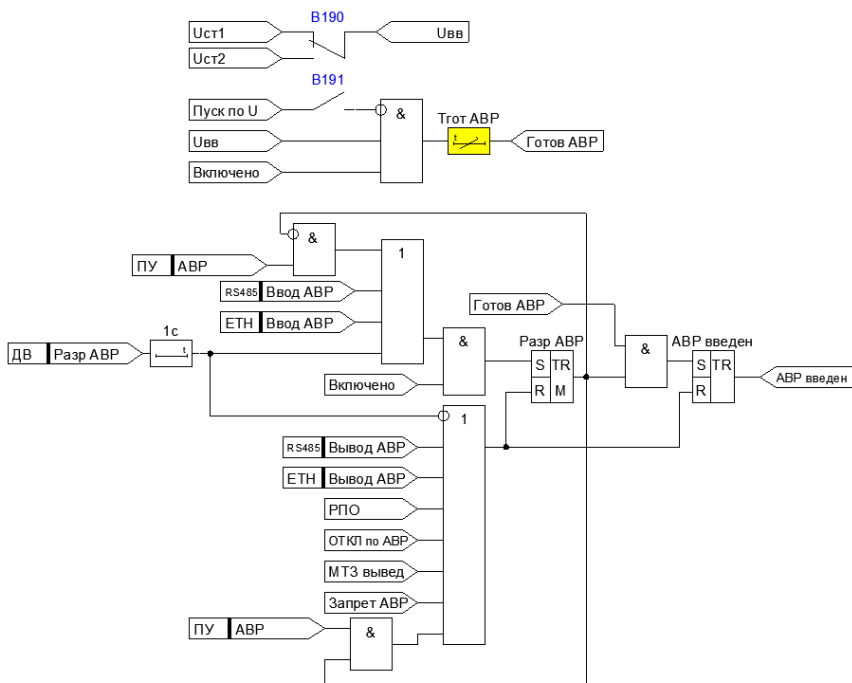 B190
Uст1
Uвв
Uст2
B191
Пуск по U
&
Тгот АВР
t
Готов АВР
Uвв
Включено
&
1
ПУ АВР
RS485 Ввод АВР
Готов АВР
ETH Ввод АВР
1с
ДВ Разр АВР
t
&
Разр АВР
&
АВР введен
S TR
S TR
АВР введен
Включено
R M
R
1
RS485 Вывод АВР
ETH Вывод АВР
РПО
ОТКЛ по АВР
МТЗ вывед
Запрет АВР
ПУ АВР
&